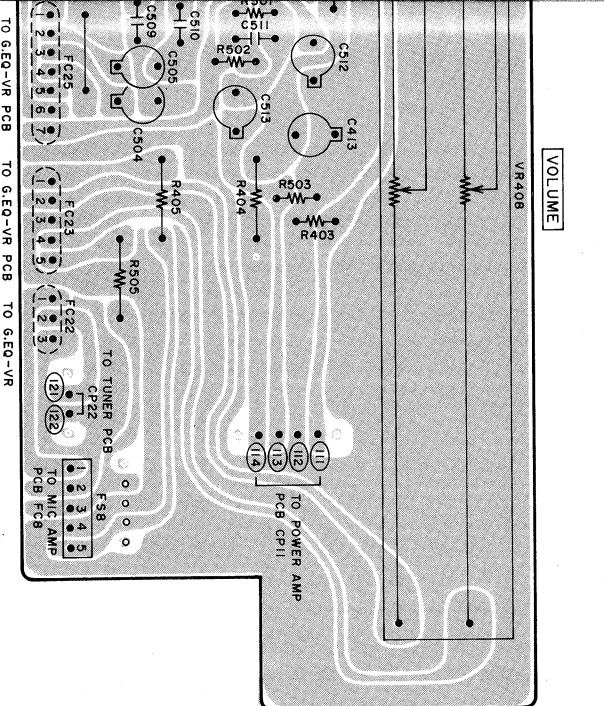 VOLUME
VR408
R501
C511
R502
C509
C510
C505
C504
C512
C513
C413
R503
R403
R404
R405
R505
FC25
1
2
3
4
5
6
7
TO G.EQ-VR PCB
FC23
1
2
3
4
5
TO G.EQ-VR PCB
FC22
1
2
3
TO G.EQ-VR
TO TUNER PCB
CP22
121
122
FS8
1 2 3 4 5
TO MIC AMP
PCB FC8
114 113 112 111
TO POWER AMP
PCB CP11